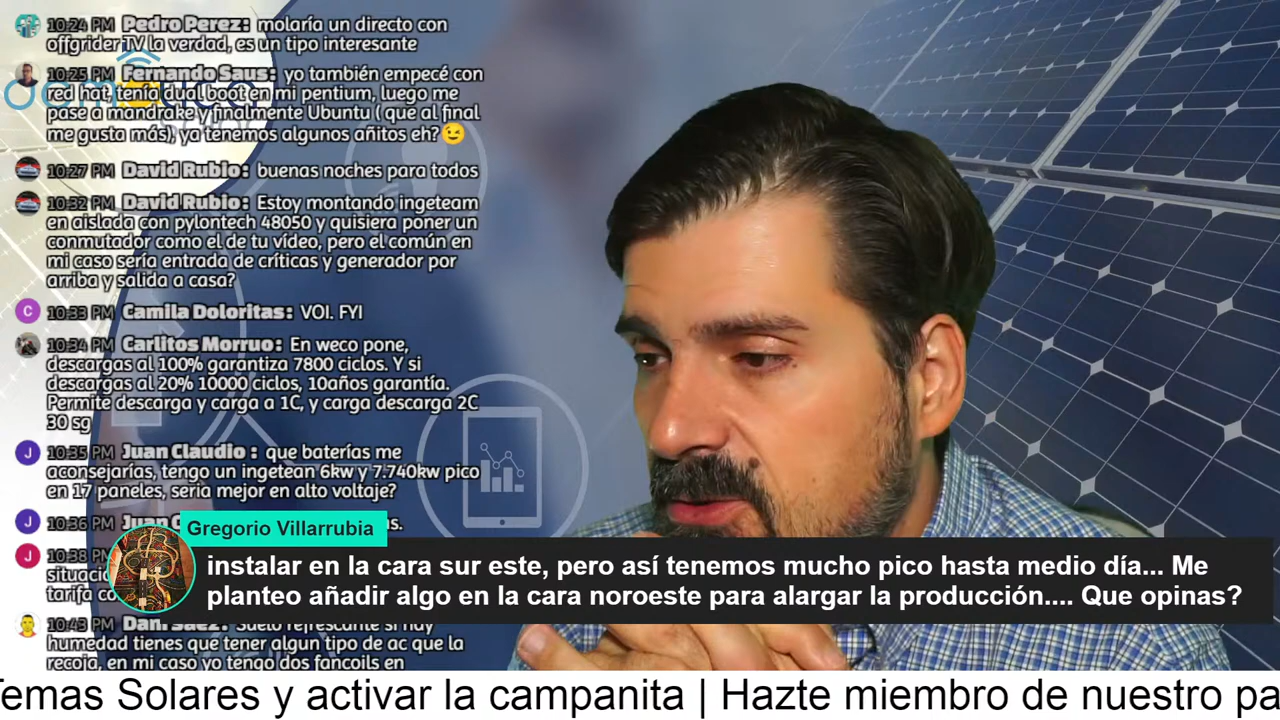 10:24 PM Pedro Perez: molaría un directo con
offgrider TV la verdad, es un tipo interesante
10:25 PM Fernando Saus: yo también empecé con
red hat, tenía dual boot en mi pentium, luego me
pase a mandrake y finalmente Ubuntu ( que al final
me gusta más), ya tenemos algunos añitos eh? 😉
10:27 PM David Rubio: buenas noches para todos
10:32 PM David Rubio: Estoy montando ingeteam
en aislada con pylontech 48050 y quisiera poner un
conmutador como el de tu vídeo, pero el común en
mi caso sería entrada de críticas y generador por
arriba y salida a casa?
C 10:33 PM Camila Doloritas: VOI. FYI
10:34 PM Carlitos Morruo: En weco pone,
descargas al 100% garantiza 7800 ciclos. Y si
descargas al 20% 10000 ciclos, 10años garantía.
Permite descarga y carga a 1C, y carga descarga 2C
30 sg
J 10:35 PM Juan Claudio : que baterías me
aconsejarías, tengo un ingetean 6kw y 7.740kw pico
en 17 paneles, seria mejor en alto voltaje?
J 10:36 PM Juan C
s.
Gregorio Villarrubia
J 10:38 PM
situacio
tarifa co
instalar en la cara sur este, pero así tenemos mucho pico hasta medio día... Me
planteo añadir algo en la cara noroeste para alargar la producción.... Que opinas?
10:43 PM Dani Saez: Suelo refrescante si hay
humedad tienes que tener algun tipo de ac que la
recoja, en mi caso yo tengo dos fancoils en
Temas Solares y activar la campanita | Hazte miembro de nuestro pa